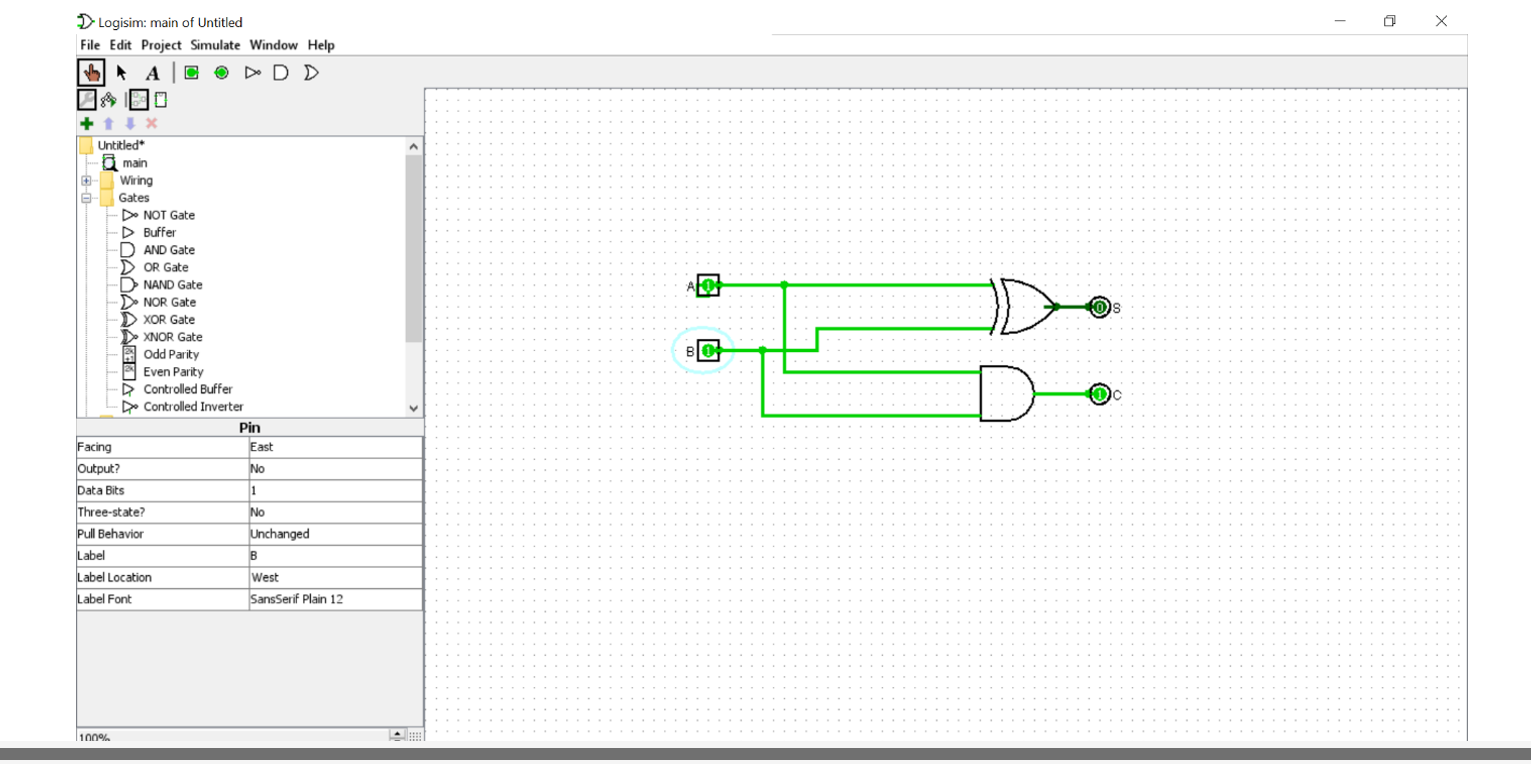 Logisim: main of Untitled
File Edit Project Simulate Window Help
A
Untitled*
main
Wiring
Gates
NOT Gate
Buffer
AND Gate
OR Gate
NAND Gate
NOR Gate
XOR Gate
XNOR Gate
Odd Parity
Even Parity
Controlled Buffer
Controlled Inverter
Pin
Facing East
Output? No
Data Bits 1
Three-state? No
Pull Behavior Unchanged
Label B
Label Location West
Label Font SansSerif Plain 12
100%
A 1
0 S
B 1
1 C